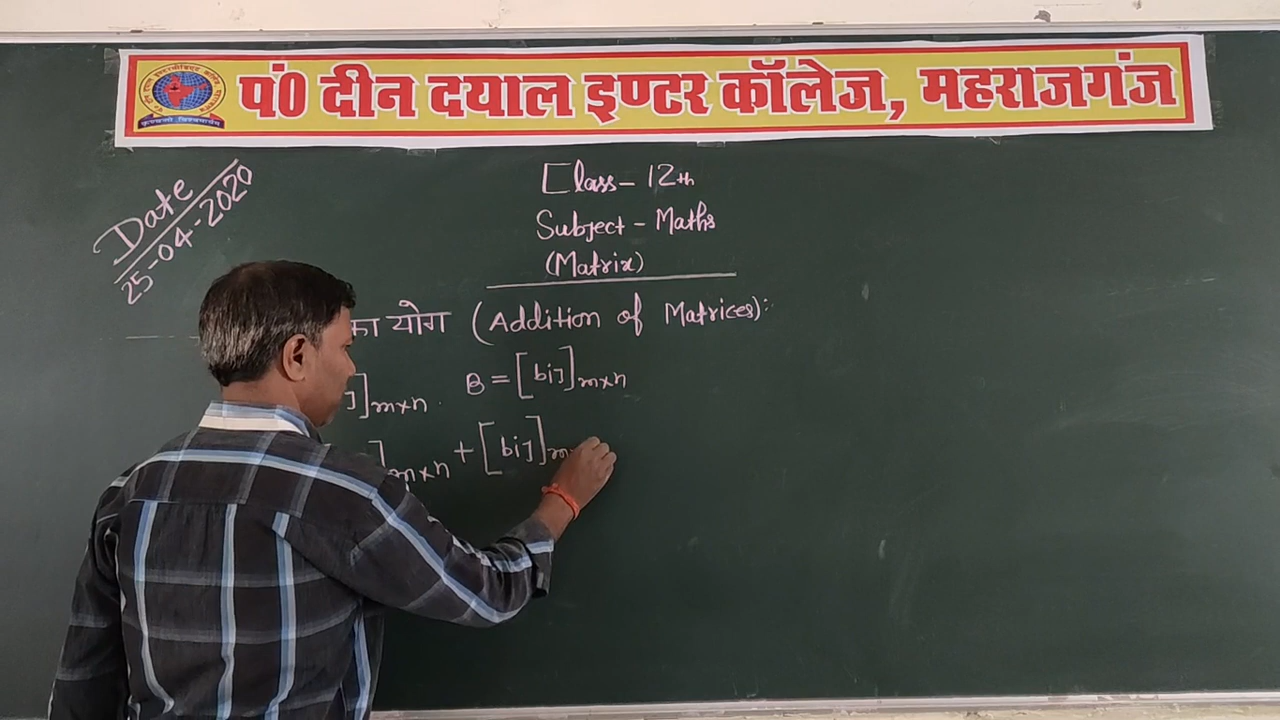 पं0 दीन दयाल इण्टर कॉलेज, महराजगंज
Date
25-04-2020
Class - 12th
Subject - Maths
(Matrix)
का योग (Addition of Matrices):
]m×n. B = [bij]m×n
]m×n + [bij]m